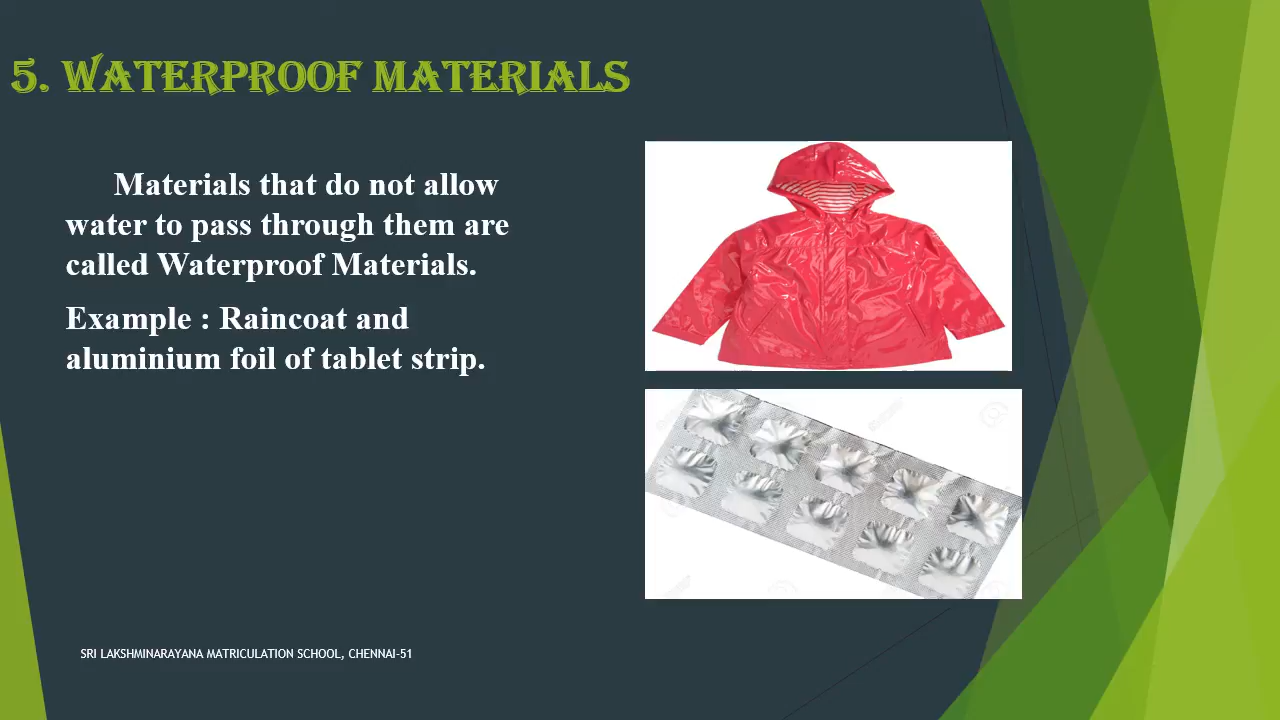 5. WATERPROOF MATERIALS
Materials that do not allow
water to pass through them are
called Waterproof Materials.
Example : Raincoat and
aluminium foil of tablet strip.
SRI LAKSHMINARAYANA MATRICULATION SCHOOL, CHENNAI-51